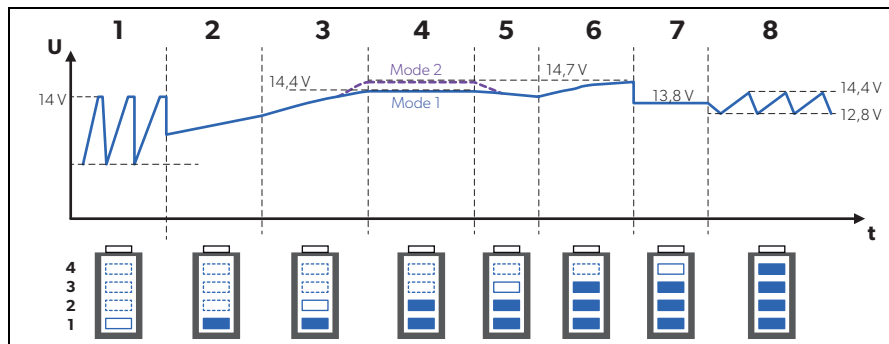 1 2 3 4 5 6 7 8
U
Mode 2
14,7 V
14,4 V
14,4 V
14 V
Mode 1
13,8 V
12,8 V
t
4
3
2
1